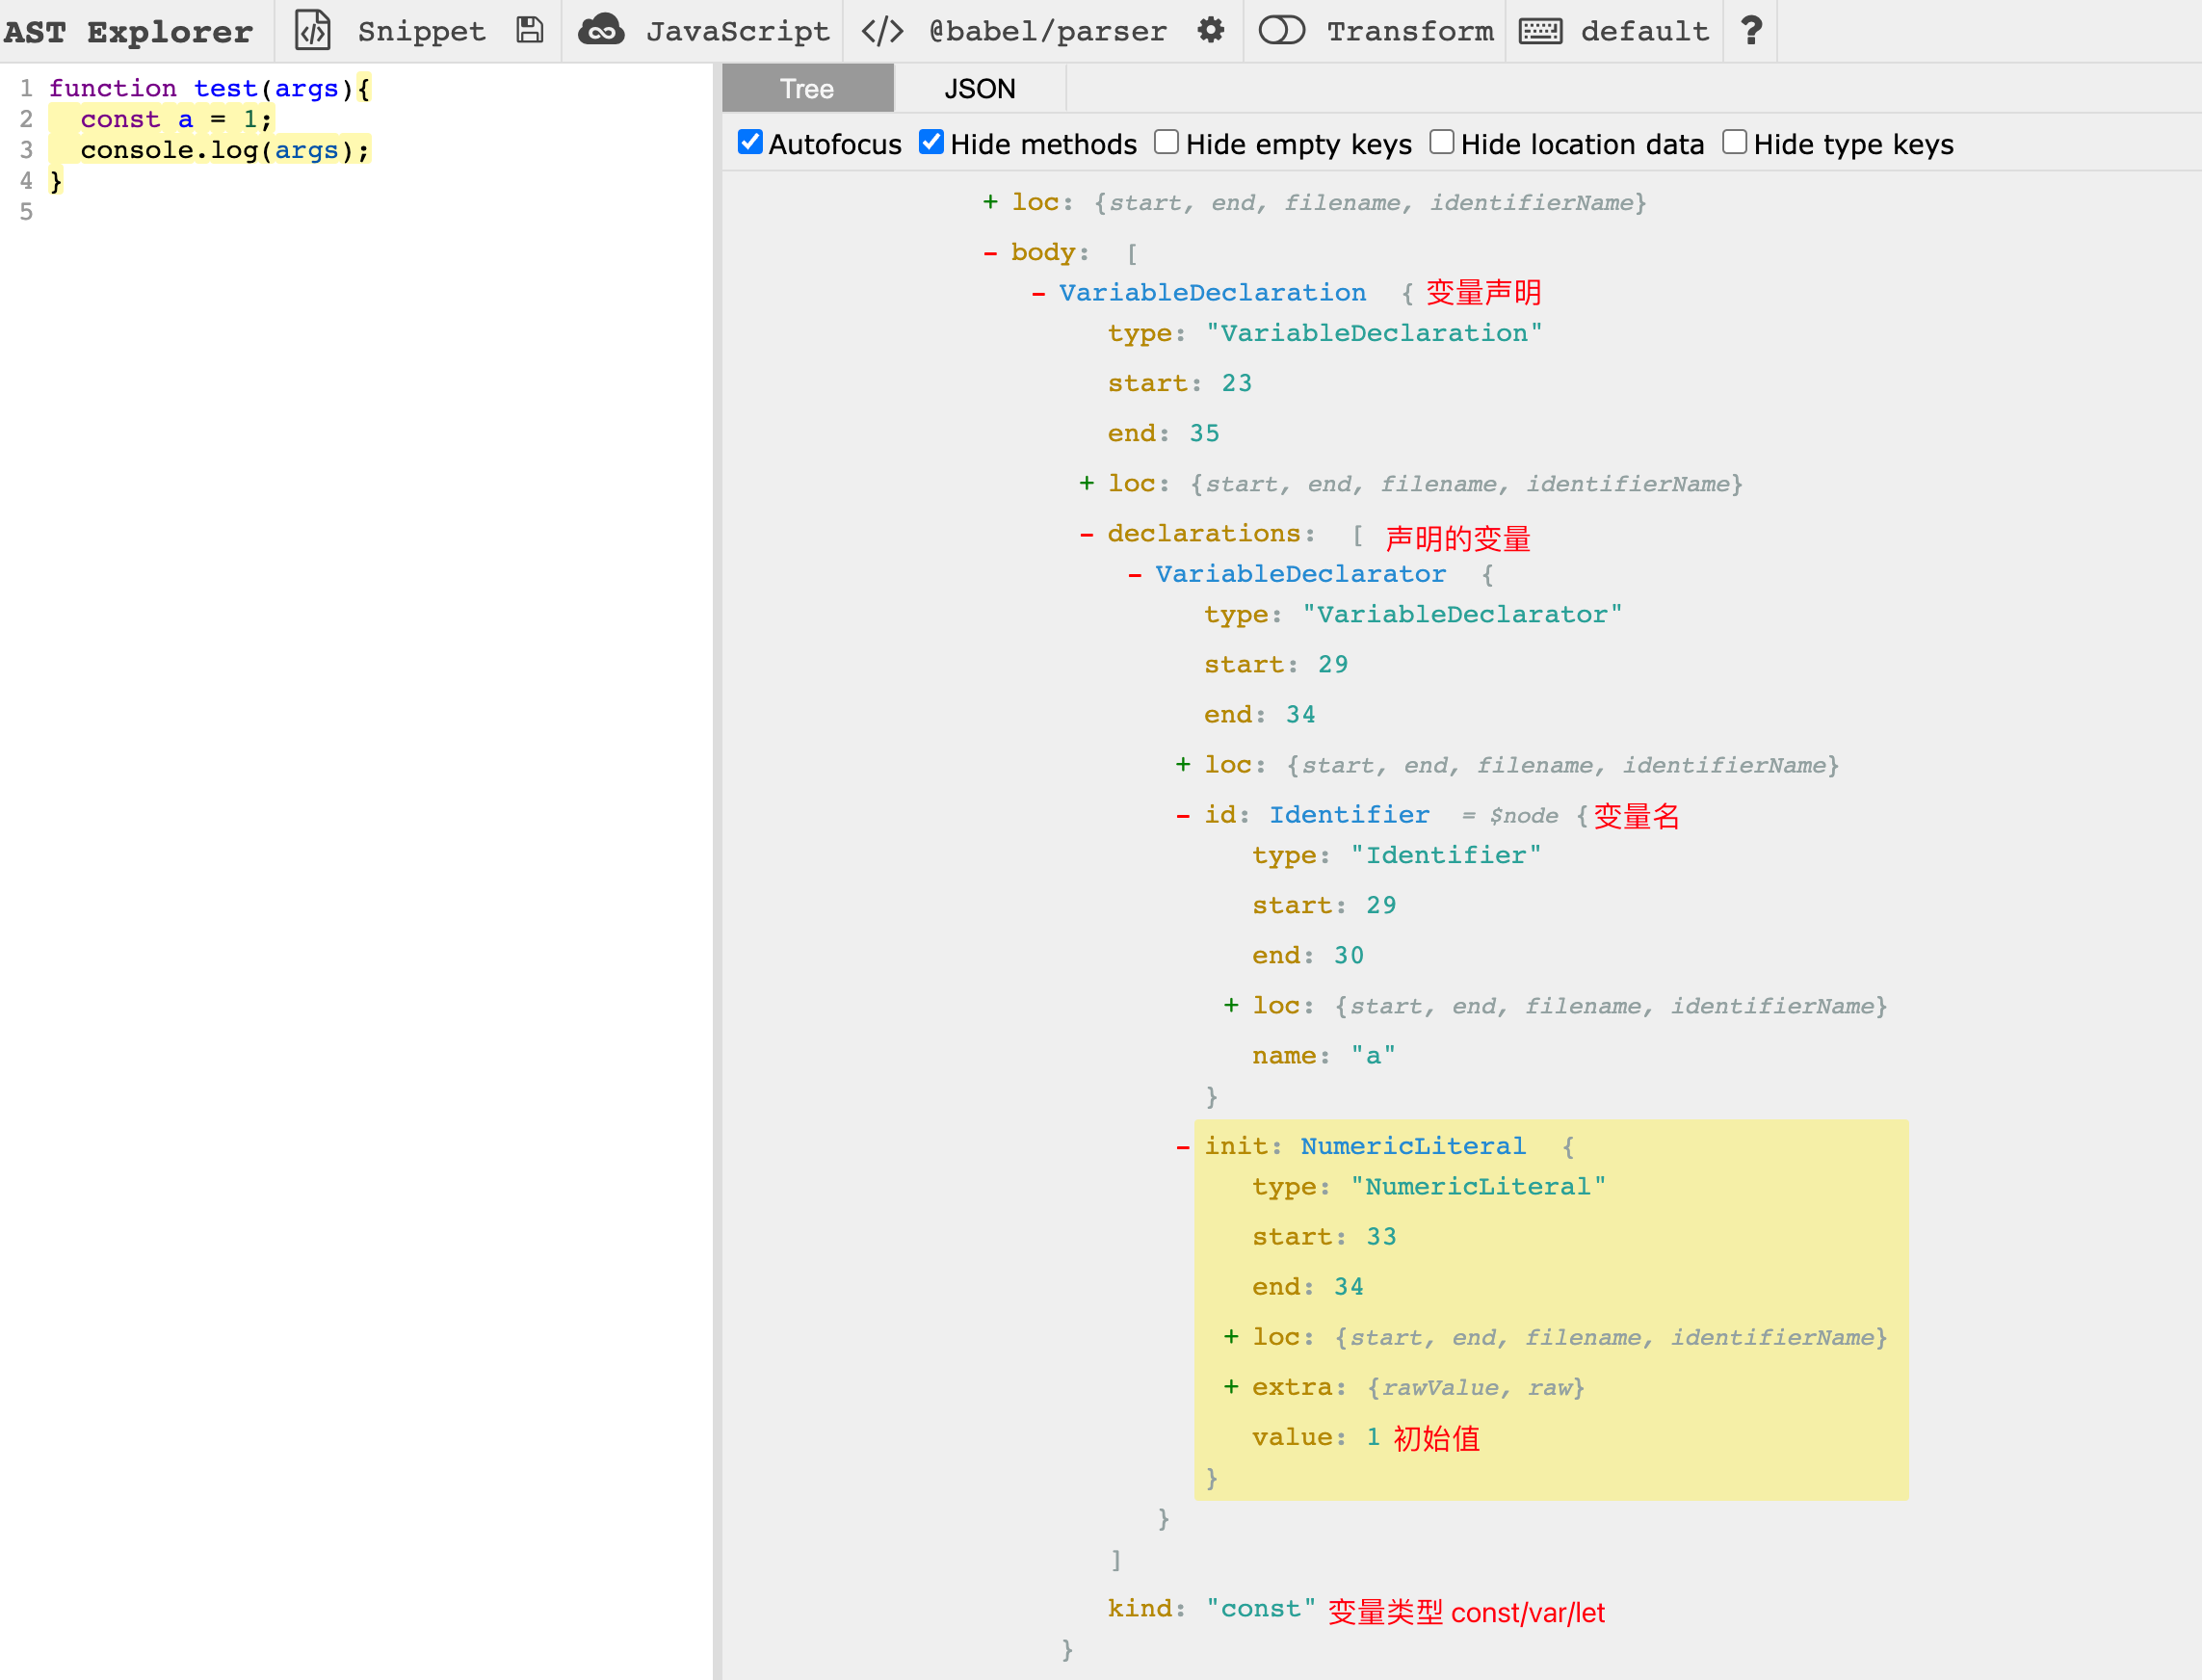 AST Explorer Snippet JavaScript </> @babel/parser Transform default ?
1 function test(args){
2   const a = 1;
3   console.log(args);
4 }
5
Tree JSON
Autofocus Hide methods Hide empty keys Hide location data Hide type keys
+ loc: {start, end, filename, identifierName}
- body: [
- VariableDeclaration { 变量声明
type: "VariableDeclaration"
start: 23
end: 35
+ loc: {start, end, filename, identifierName}
- declarations: [ 声明的变量
- VariableDeclarator {
type: "VariableDeclarator"
start: 29
end: 34
+ loc: {start, end, filename, identifierName}
- id: Identifier = $node { 变量名
type: "Identifier"
start: 29
end: 30
+ loc: {start, end, filename, identifierName}
name: "a"
}
- init: NumericLiteral {
type: "NumericLiteral"
start: 33
end: 34
+ loc: {start, end, filename, identifierName}
+ extra: {rawValue, raw}
value: 1 初始值
}
}
]
kind: "const" 变量类型 const/var/let
}